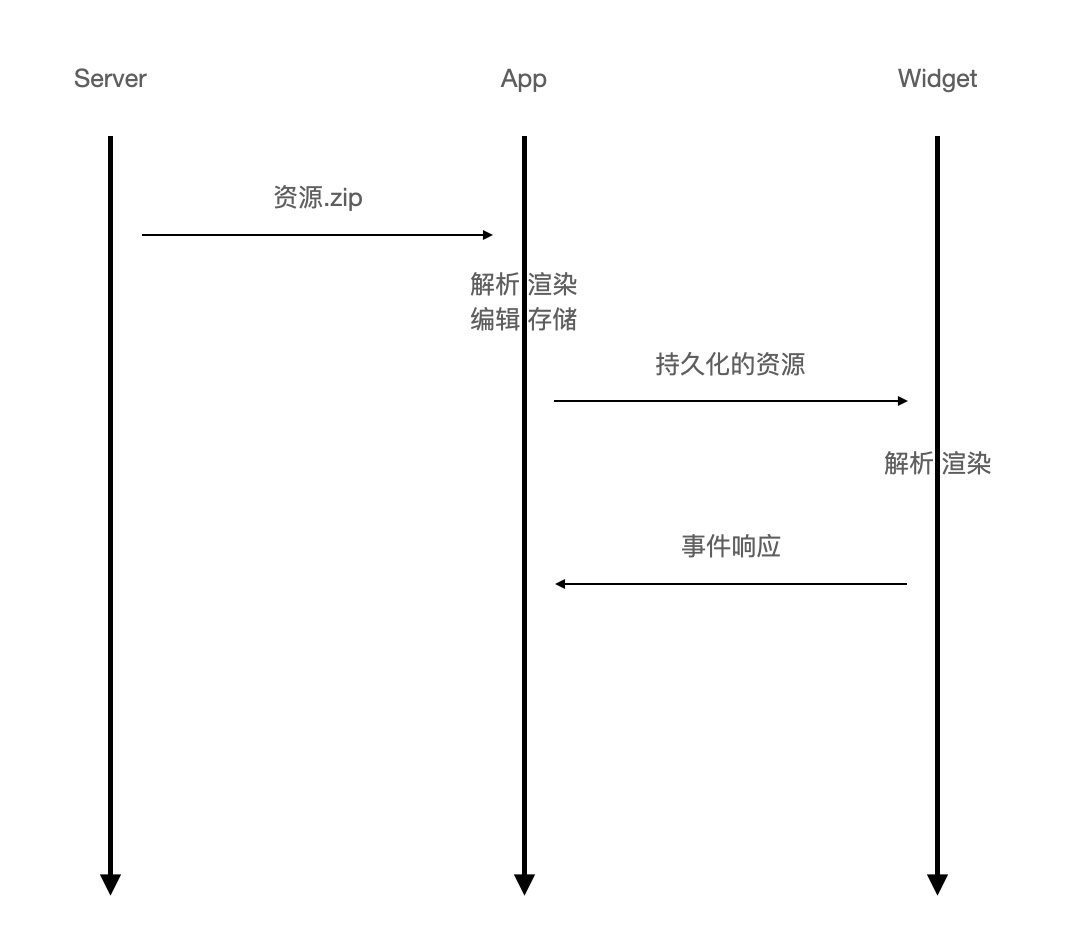 Server
App
Widget
资源.zip
解析 渲染
编辑 存储
持久化的资源
解析 渲染
事件响应